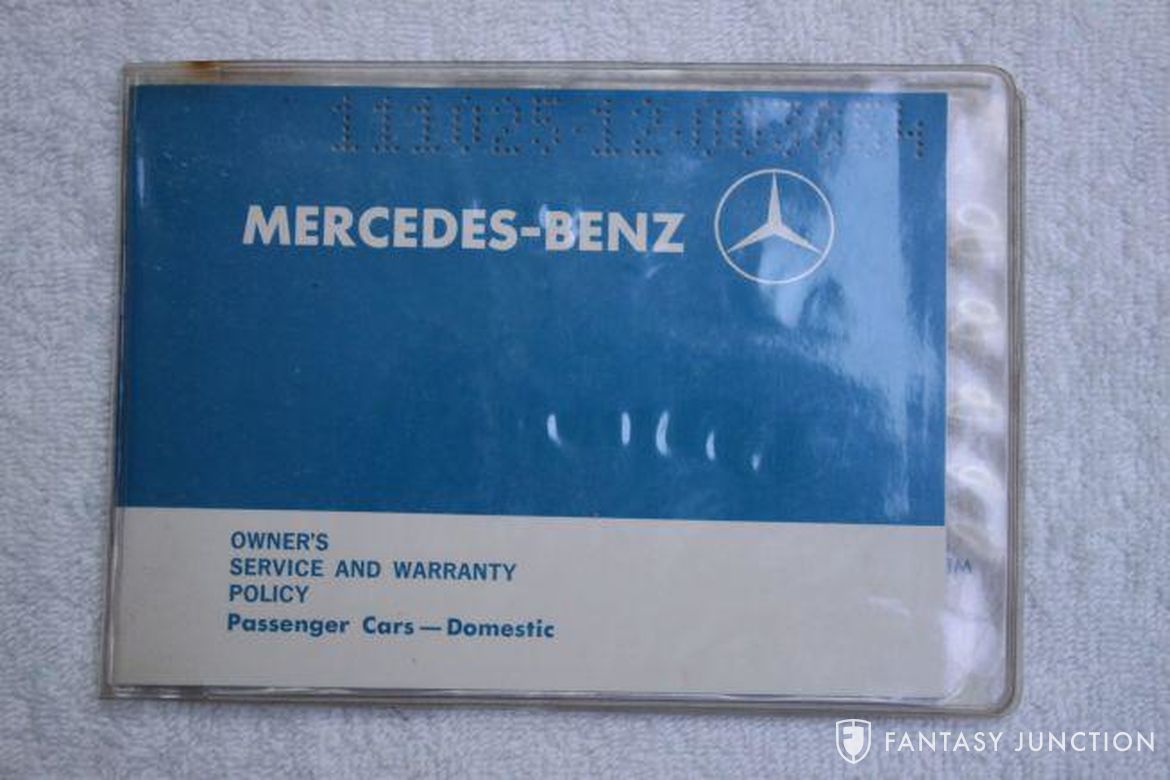 MERCEDES-BENZ
OWNER'S
SERVICE AND WARRANTY
POLICY
Passenger Cars — Domestic
FANTASY JUNCTION